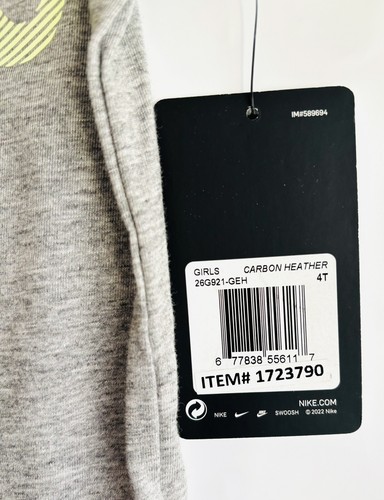 IM#589694
GIRLS CARBON HEATHER
26G921-GEH 4T
6 77838 55611 7
ITEM# 1723790
NIKE.COM
NIKE SWOOSH © 2022 Nike